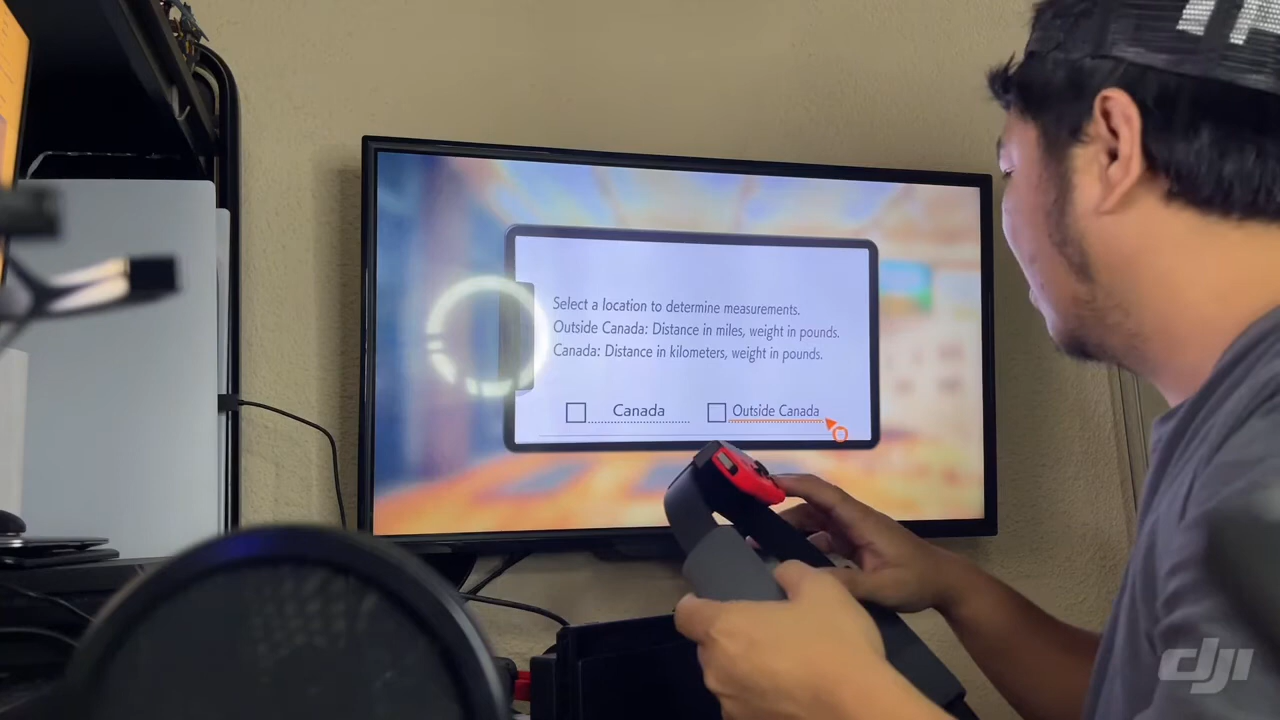 Select a location to determine measurements.
Outside Canada: Distance in miles, weight in pounds.
Canada: Distance in kilometers, weight in pounds.
Canada
Outside Canada
dji